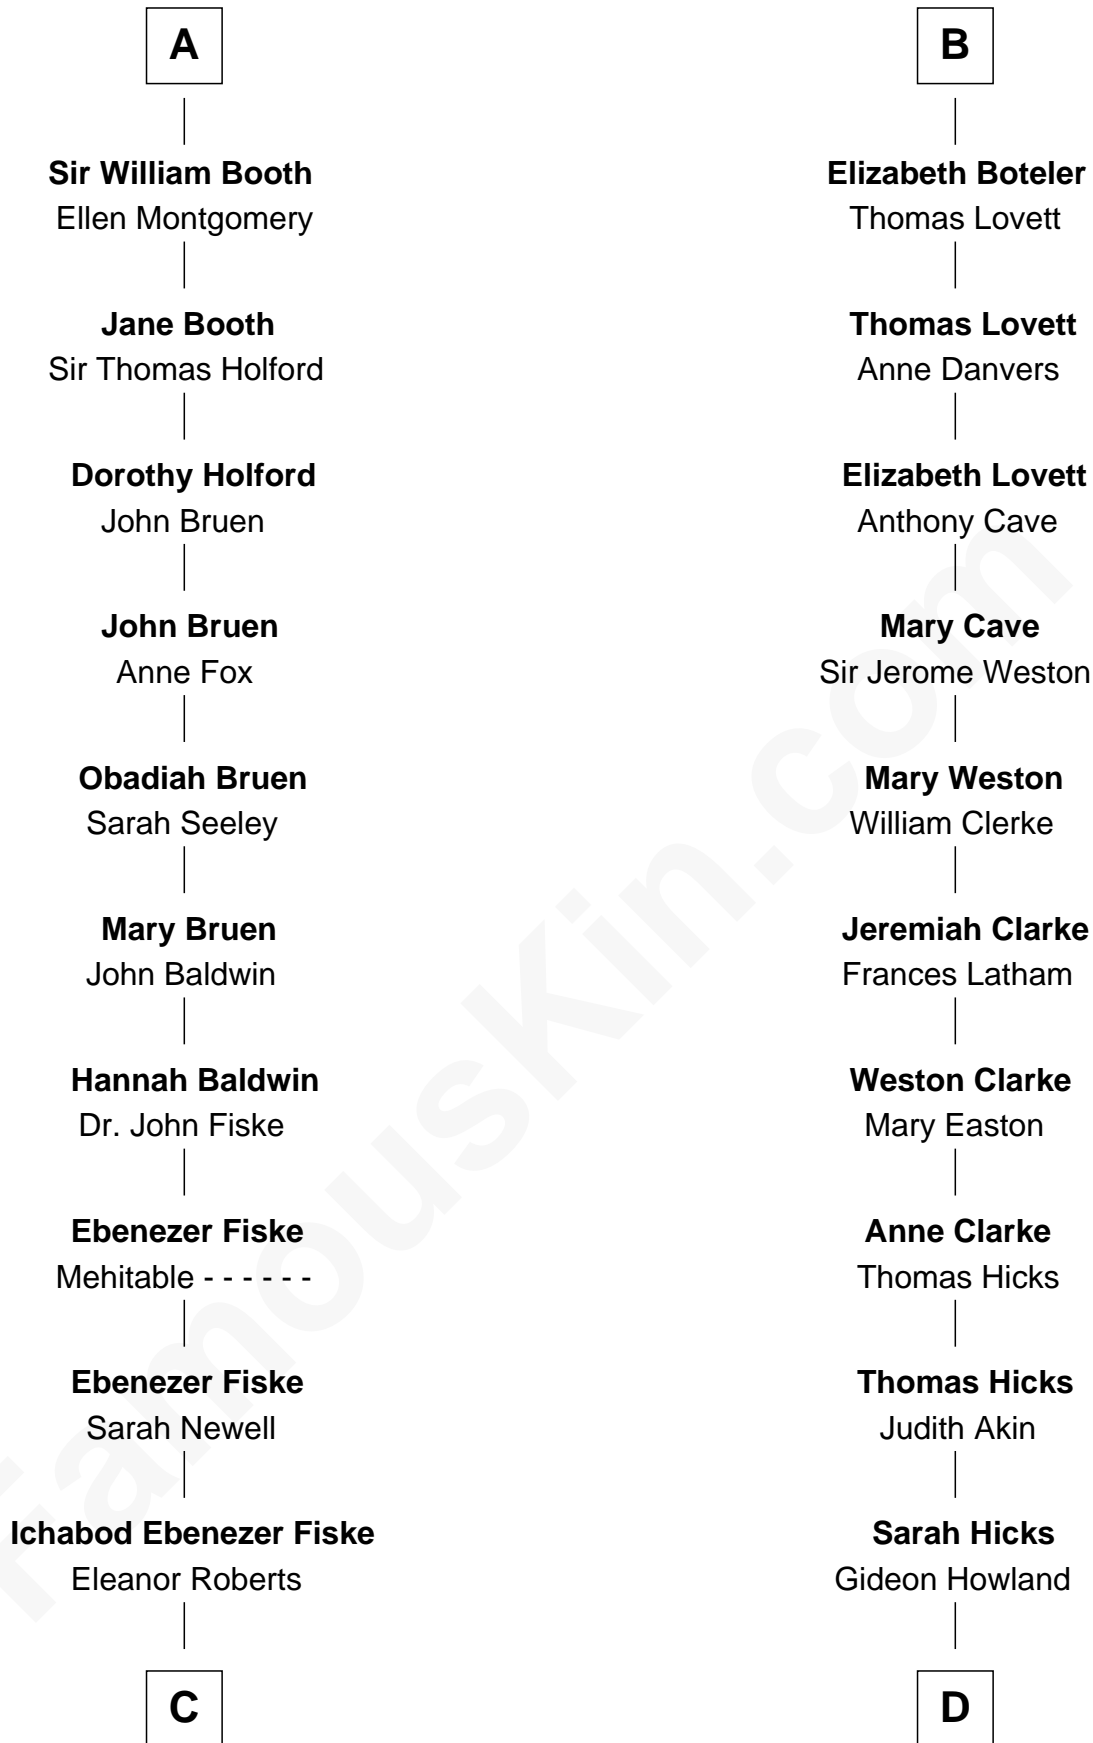 A
Sir William Booth
Ellen Montgomery
Jane Booth
Sir Thomas Holford
Dorothy Holford
John Bruen
John Bruen
Anne Fox
Obadiah Bruen
Sarah Seeley
Mary Bruen
John Baldwin
Hannah Baldwin
Dr. John Fiske
Ebenezer Fiske
Mehitable - - - - - -
Ebenezer Fiske
Sarah Newell
Ichabod Ebenezer Fiske
Eleanor Roberts
C
B
Elizabeth Boteler
Thomas Lovett
Thomas Lovett
Anne Danvers
Elizabeth Lovett
Anthony Cave
Mary Cave
Sir Jerome Weston
Mary Weston
William Clerke
Jeremiah Clarke
Frances Latham
Weston Clarke
Mary Easton
Anne Clarke
Thomas Hicks
Thomas Hicks
Judith Akin
Sarah Hicks
Gideon Howland
D
FamousKin.com